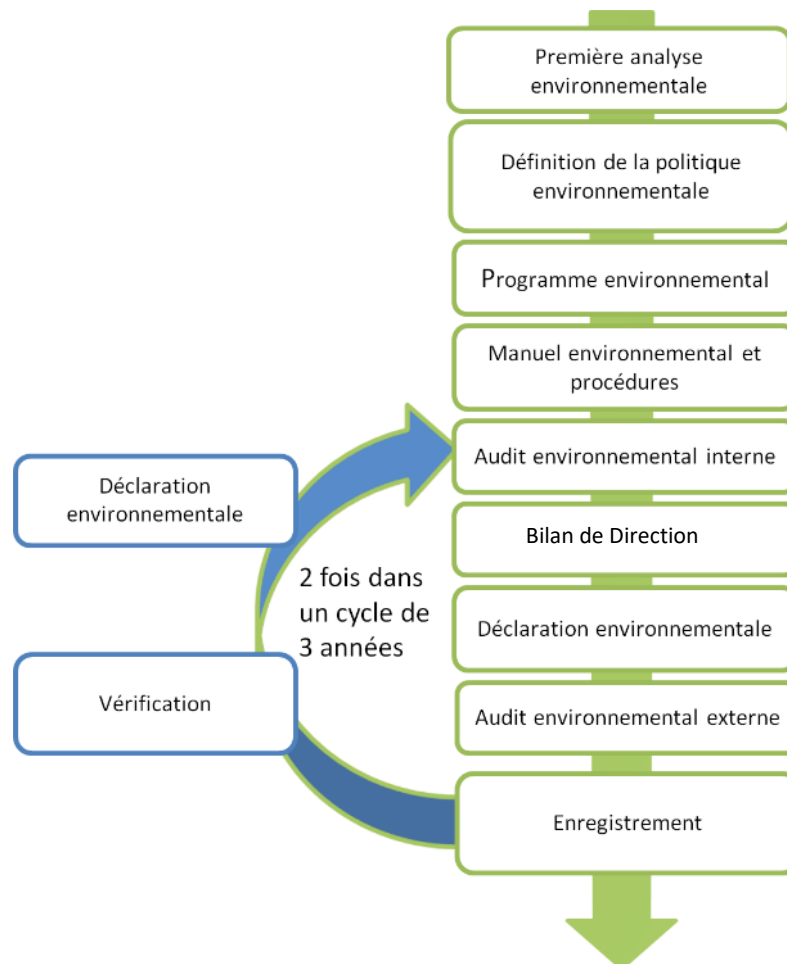 Première analyse
environnementale
Définition de la politique
environnementale
Programme environnemental
Manuel environnemental et
procédures
Audit environnemental interne
Bilan de Direction
Déclaration environnementale
Audit environnemental externe
Enregistrement
Déclaration
environnementale
Vérification
2 fois dans
un cycle de
3 années